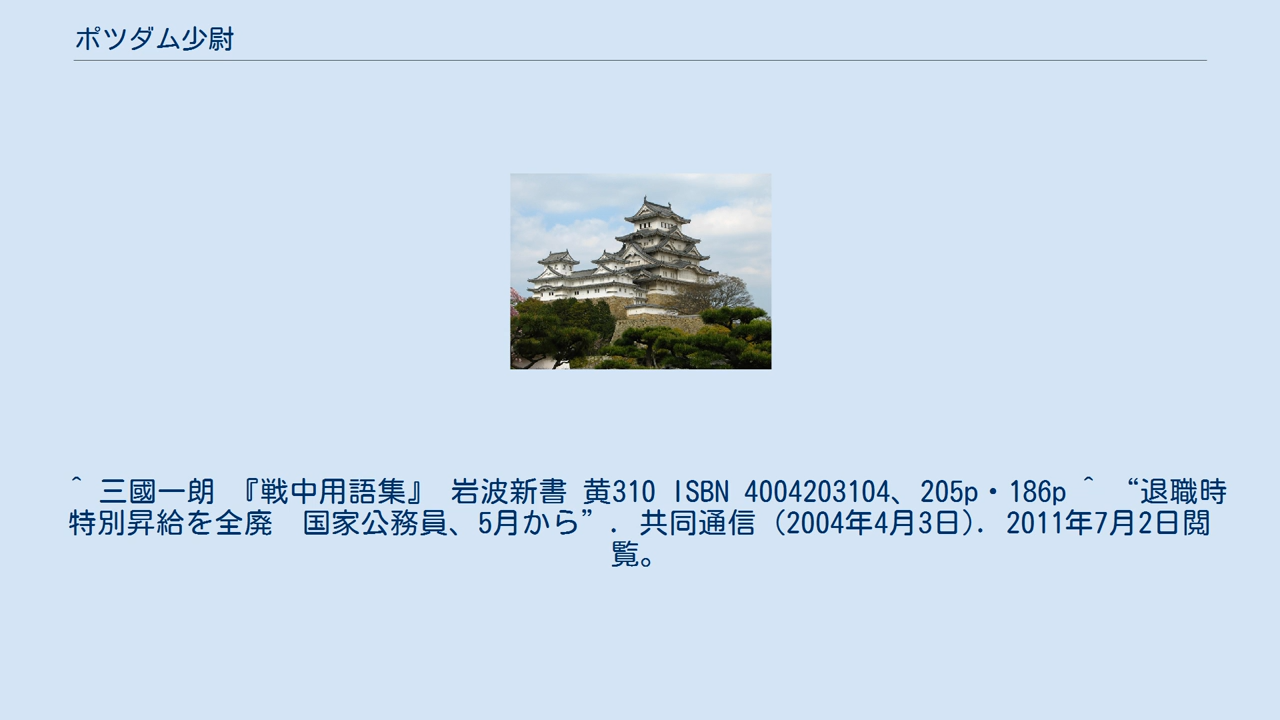 ポツダム少尉
^ 三國一朗 『戦中用語集』 岩波新書 黄310 ISBN 4004203104、205p・186p ^ “退職時
特別昇給を全廃　国家公務員、5月から”. 共同通信 (2004年4月3日). 2011年7月2日閲
覧。